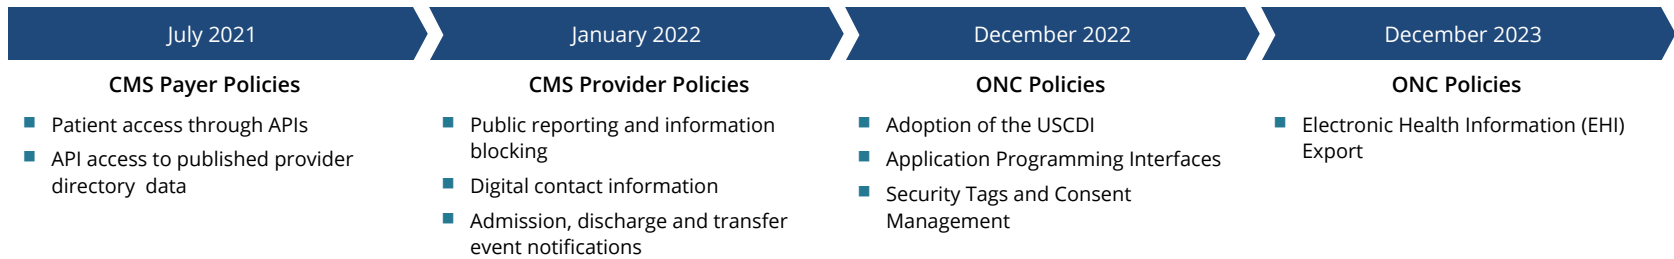 July 2021
CMS Payer Policies
Patient access through APIs
API access to published provider
directory data
January 2022
CMS Provider Policies
Public reporting and information
blocking
Digital contact information
Admission, discharge and transfer
event notifications
December 2022
ONC Policies
Adoption of the USCDI
Application Programming Interfaces
Security Tags and Consent
Management
December 2023
ONC Policies
Electronic Health Information (EHI)
Export